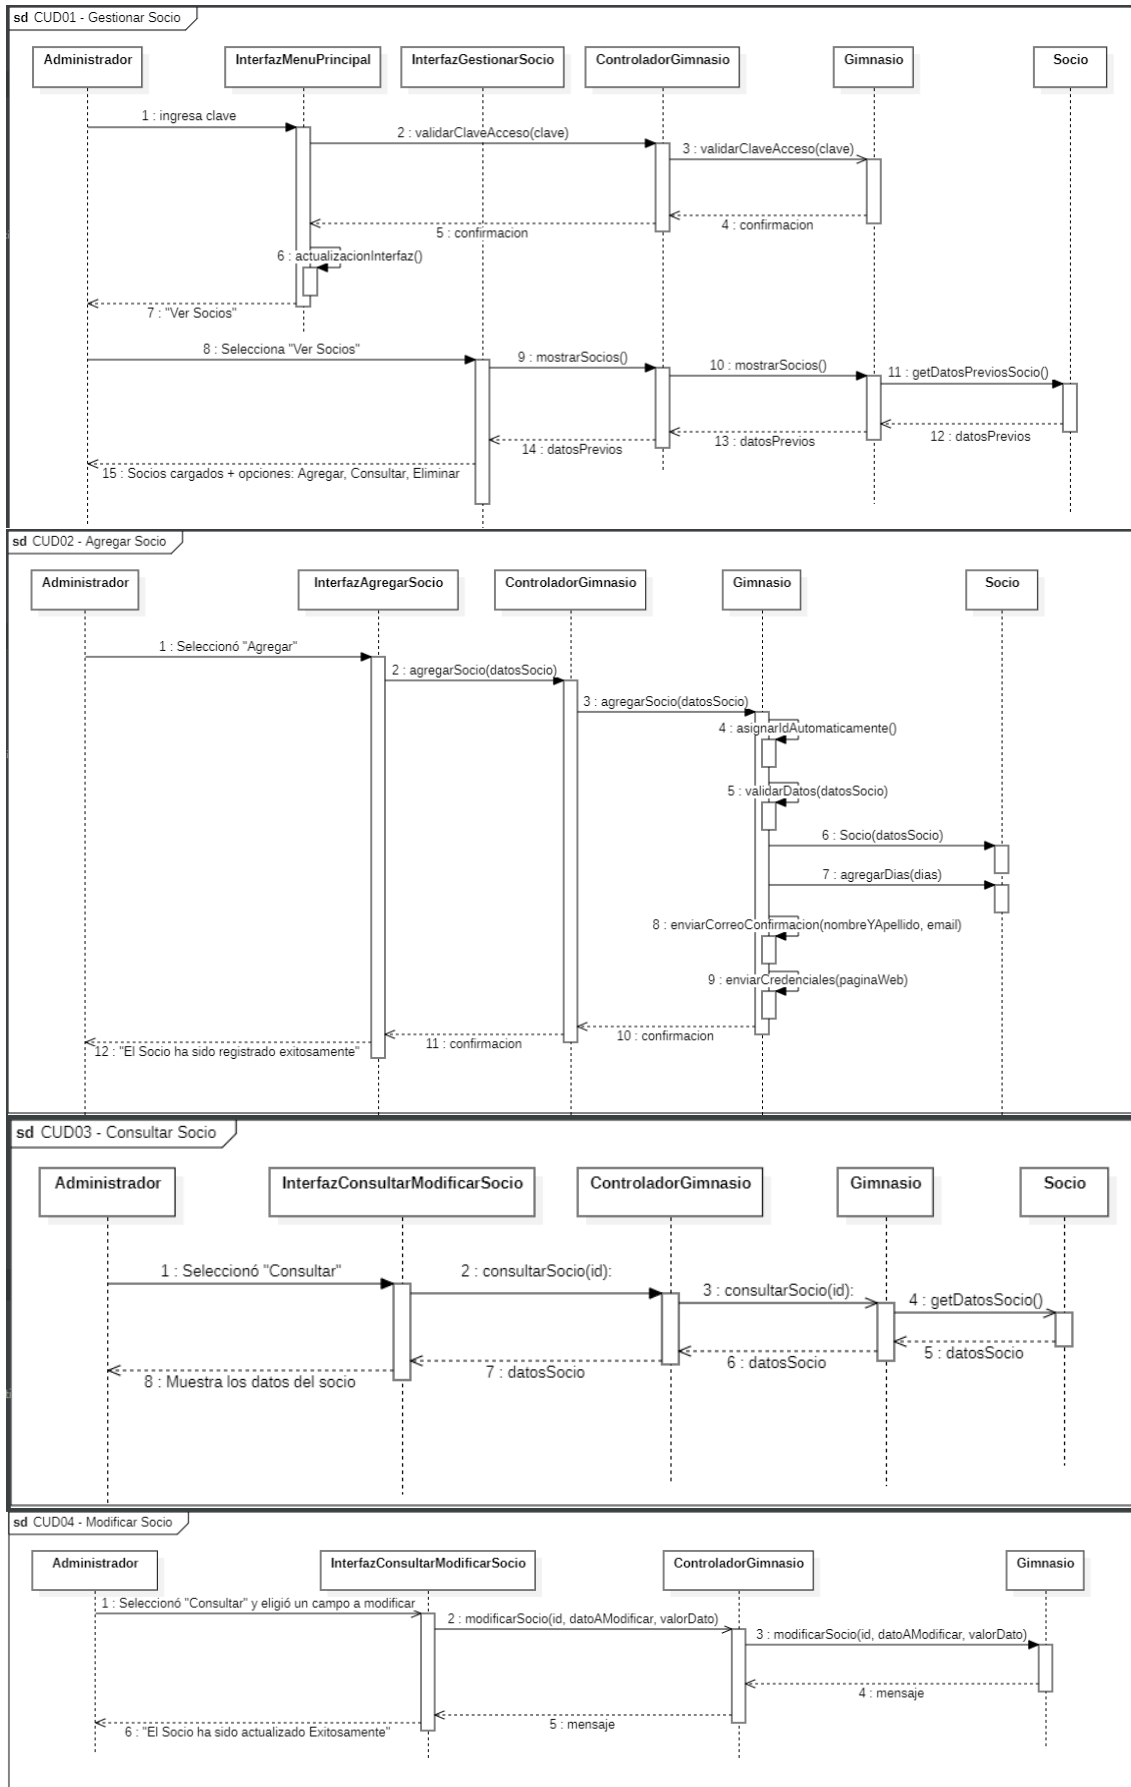 sd CUD01 - Gestionar Socio
Administrador
InterfazMenuPrincipal
InterfazGestionarSocio
ControladorGimnasio
Gimnasio
Socio
1 : ingresa clave
2 : validarClaveAcceso(clave)
3 : validarClaveAcceso(clave)
4 : confirmacion
5 : confirmacion
6 : actualizacionInterfaz()
7 : "Ver Socios"
8 : Selecciona "Ver Socios"
9 : mostrarSocios()
10 : mostrarSocios()
11 : getDatosPreviosSocio()
12 : datosPrevios
13 : datosPrevios
14 : datosPrevios
15 : Socios cargados + opciones: Agregar, Consultar, Eliminar
sd CUD02 - Agregar Socio
Administrador
InterfazAgregarSocio
ControladorGimnasio
Gimnasio
Socio
1 : Seleccionó "Agregar"
2 : agregarSocio(datosSocio)
3 : agregarSocio(datosSocio)
4 : asignarIdAutomaticamente()
5 : validarDatos(datosSocio)
6 : Socio(datosSocio)
7 : agregarDias(dias)
8 : enviarCorreoConfirmacion(nombreYApellido, email)
9 : enviarCredenciales(paginaWeb)
10 : confirmacion
11 : confirmacion
12 : "El Socio ha sido registrado exitosamente"
sd CUD03 - Consultar Socio
Administrador
InterfazConsultarModificarSocio
ControladorGimnasio
Gimnasio
Socio
1 : Seleccionó "Consultar"
2 : consultarSocio(id):
3 : consultarSocio(id):
4 : getDatosSocio()
5 : datosSocio
6 : datosSocio
7 : datosSocio
8 : Muestra los datos del socio
sd CUD04 - Modificar Socio
Administrador
InterfazConsultarModificarSocio
ControladorGimnasio
Gimnasio
1 : Seleccionó "Consultar" y eligió un campo a modificar
2 : modificarSocio(id, datoAModificar, valorDato)
3 : modificarSocio(id, datoAModificar, valorDato)
4 : mensaje
5 : mensaje
6 : "El Socio ha sido actualizado Exitosamente"